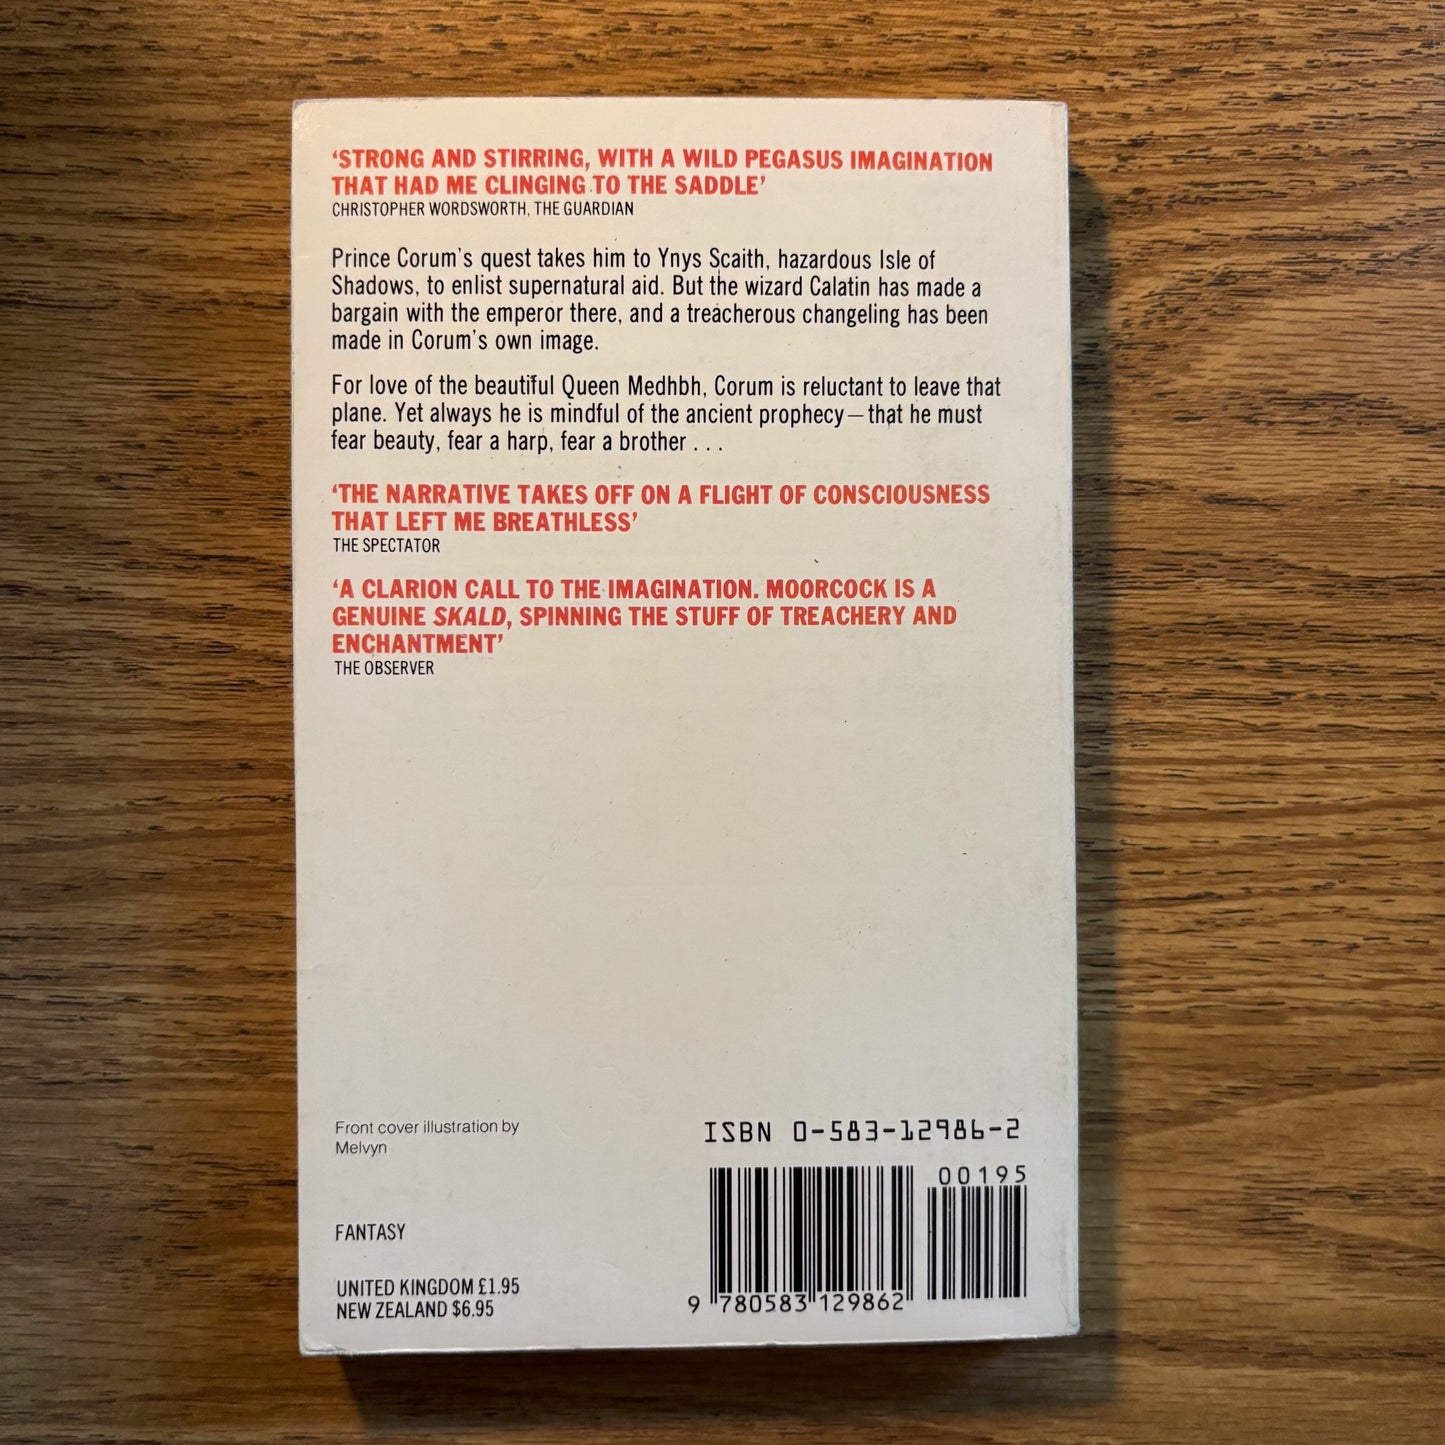 ‘STRONG AND STIRRING, WITH A WILD PEGASUS IMAGINATION
THAT HAD ME CLINGING TO THE SADDLE’
CHRISTOPHER WORDSWORTH, THE GUARDIAN
Prince Corum's quest takes him to Ynys Scaith, hazardous Isle of
Shadows, to enlist supernatural aid. But the wizard Calatin has made a
bargain with the emperor there, and a treacherous changeling has been
made in Corum's own image.
For love of the beautiful Queen Medhbh, Corum is reluctant to leave that
plane. Yet always he is mindful of the ancient prophecy—that he must
fear beauty, fear a harp, fear a brother . . .
‘THE NARRATIVE TAKES OFF ON A FLIGHT OF CONSCIOUSNESS
THAT LEFT ME BREATHLESS’
THE SPECTATOR
‘A CLARION CALL TO THE IMAGINATION. MOORCOCK IS A
GENUINE SKALD, SPINNING THE STUFF OF TREACHERY AND
ENCHANTMENT’
THE OBSERVER
Front cover illustration by
Melvyn
FANTASY
UNITED KINGDOM £1.95
NEW ZEALAND $6.95
ISBN 0-583-12986-2
00195
9 780583 129862